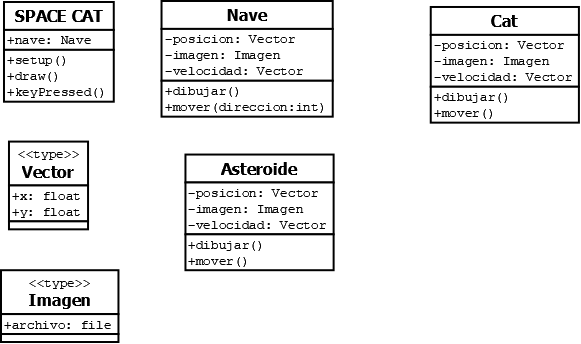 SPACE CAT
+nave: Nave
+setup()
+draw()
+keyPressed()
Nave
-posicion: Vector
-imagen: Imagen
-velocidad: Vector
+dibujar()
+mover(direccion:int)
Cat
-posicion: Vector
-imagen: Imagen
-velocidad: Vector
+dibujar()
+mover()
<<type>>
Vector
+x: float
+y: float
Asteroide
-posicion: Vector
-imagen: Imagen
-velocidad: Vector
+dibujar()
+mover()
<<type>>
Imagen
+archivo: file